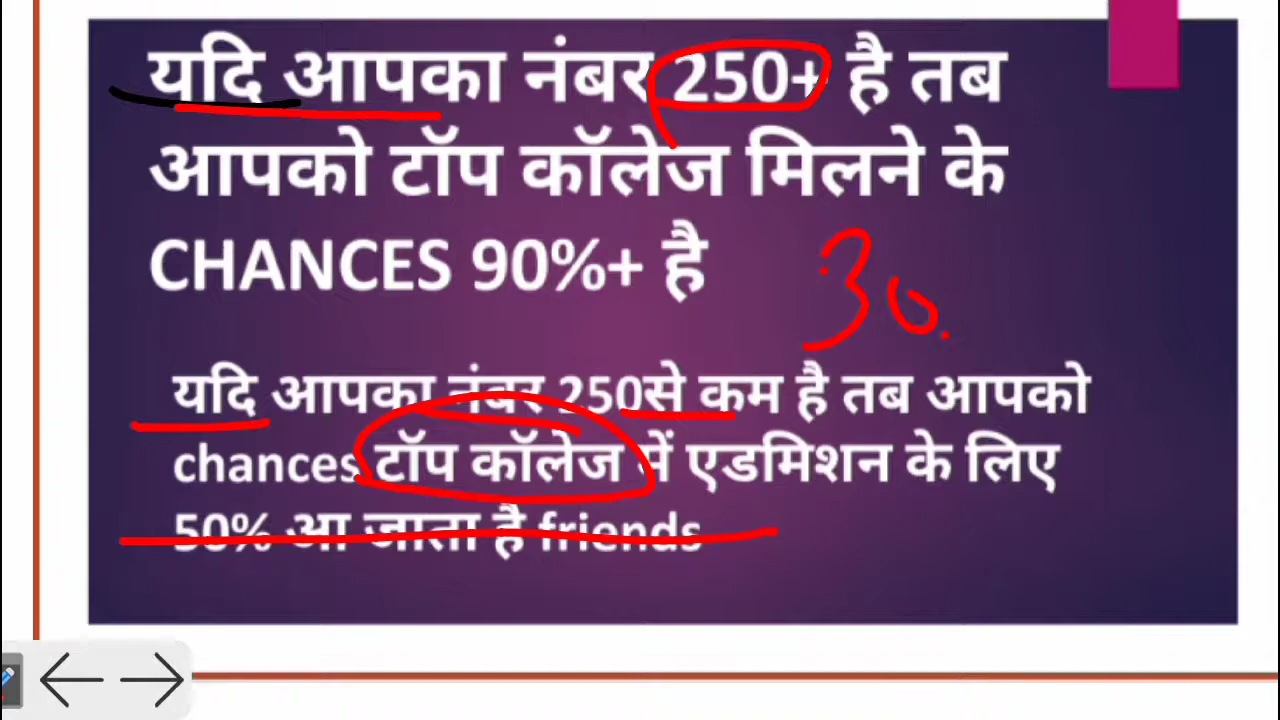 यदि आपका नंबर 250+ है तब
आपको टॉप कॉलेज मिलने के
CHANCES 90%+ है
30.
यदि आपका नंबर 250से कम है तब आपको
chances टॉप कॉलेज में एडमिशन के लिए
50% आ जाता है friends